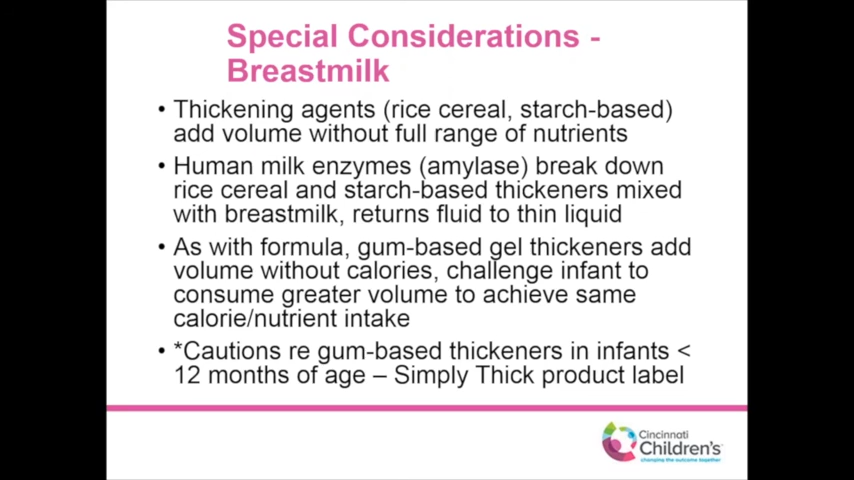 Special Considerations -
Breastmilk
• Thickening agents (rice cereal, starch-based)
add volume without full range of nutrients
• Human milk enzymes (amylase) break down
rice cereal and starch-based thickeners mixed
with breastmilk, returns fluid to thin liquid
• As with formula, gum-based gel thickeners add
volume without calories, challenge infant to
consume greater volume to achieve same
calorie/nutrient intake
• *Cautions re gum-based thickeners in infants <
12 months of age – Simply Thick product label
Cincinnati
Children's
changing the outcome together